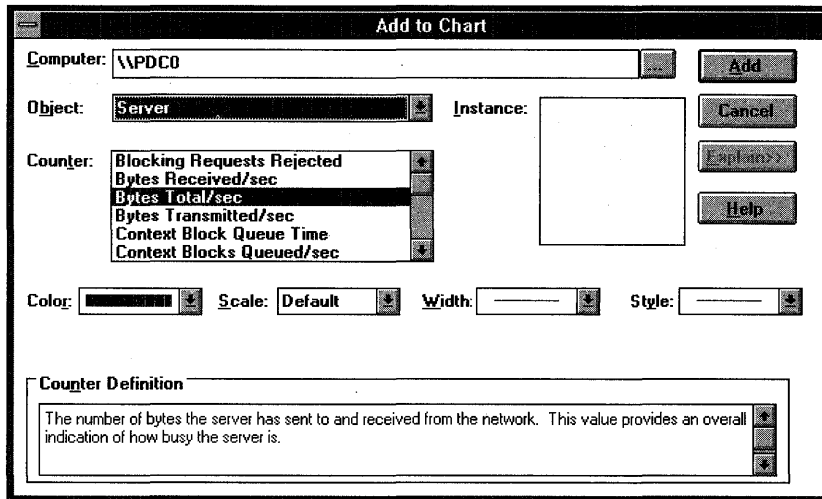 Add to Chart
Computer: \\PDC0 ... Add
Object: Server Instance: Cancel
Counter: Blocking Requests Rejected Explain>>
Bytes Received/sec
Bytes Total/sec Help
Bytes Transmitted/sec
Context Block Queue Time
Context Blocks Queued/sec
Color: Scale: Default Width: Style:
Counter Definition
The number of bytes the server has sent to and received from the network. This value provides an overall
indication of how busy the server is.